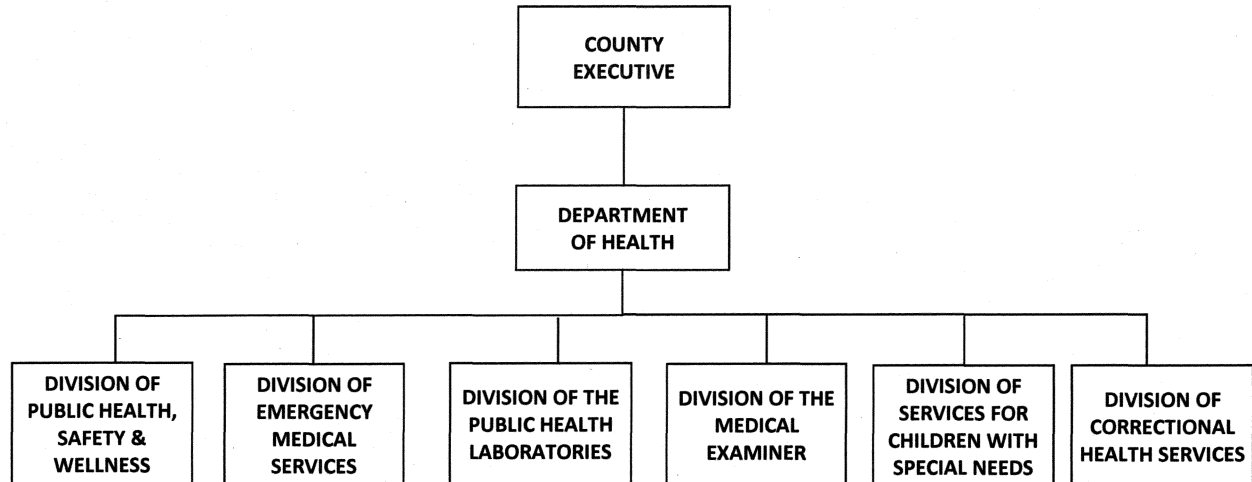 COUNTY
EXECUTIVE
DEPARTMENT
OF HEALTH
DIVISION OF
PUBLIC HEALTH,
SAFETY &
WELLNESS
DIVISION OF
EMERGENCY
MEDICAL
SERVICES
DIVISION OF THE
PUBLIC HEALTH
LABORATORIES
DIVISION OF THE
MEDICAL
EXAMINER
DIVISION OF
SERVICES FOR
CHILDREN WITH
SPECIAL NEEDS
DIVISION OF
CORRECTIONAL
HEALTH SERVICES